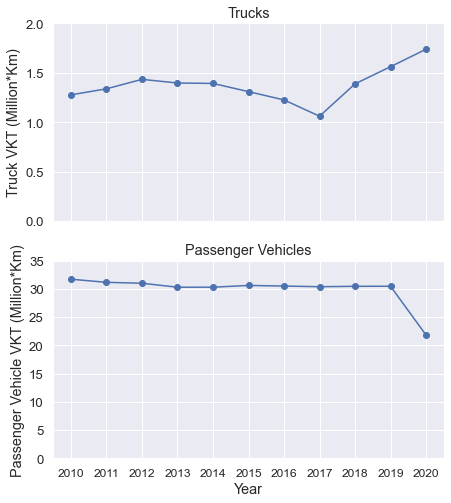 Trucks
Truck VKT (Million*Km)
2.0
1.5
1.0
0.5
0.0
Passenger Vehicles
Passenger Vehicle VKT (Million*Km)
35
30
25
20
15
10
5
0
2010 2011 2012 2013 2014 2015 2016 2017 2018 2019 2020
Year